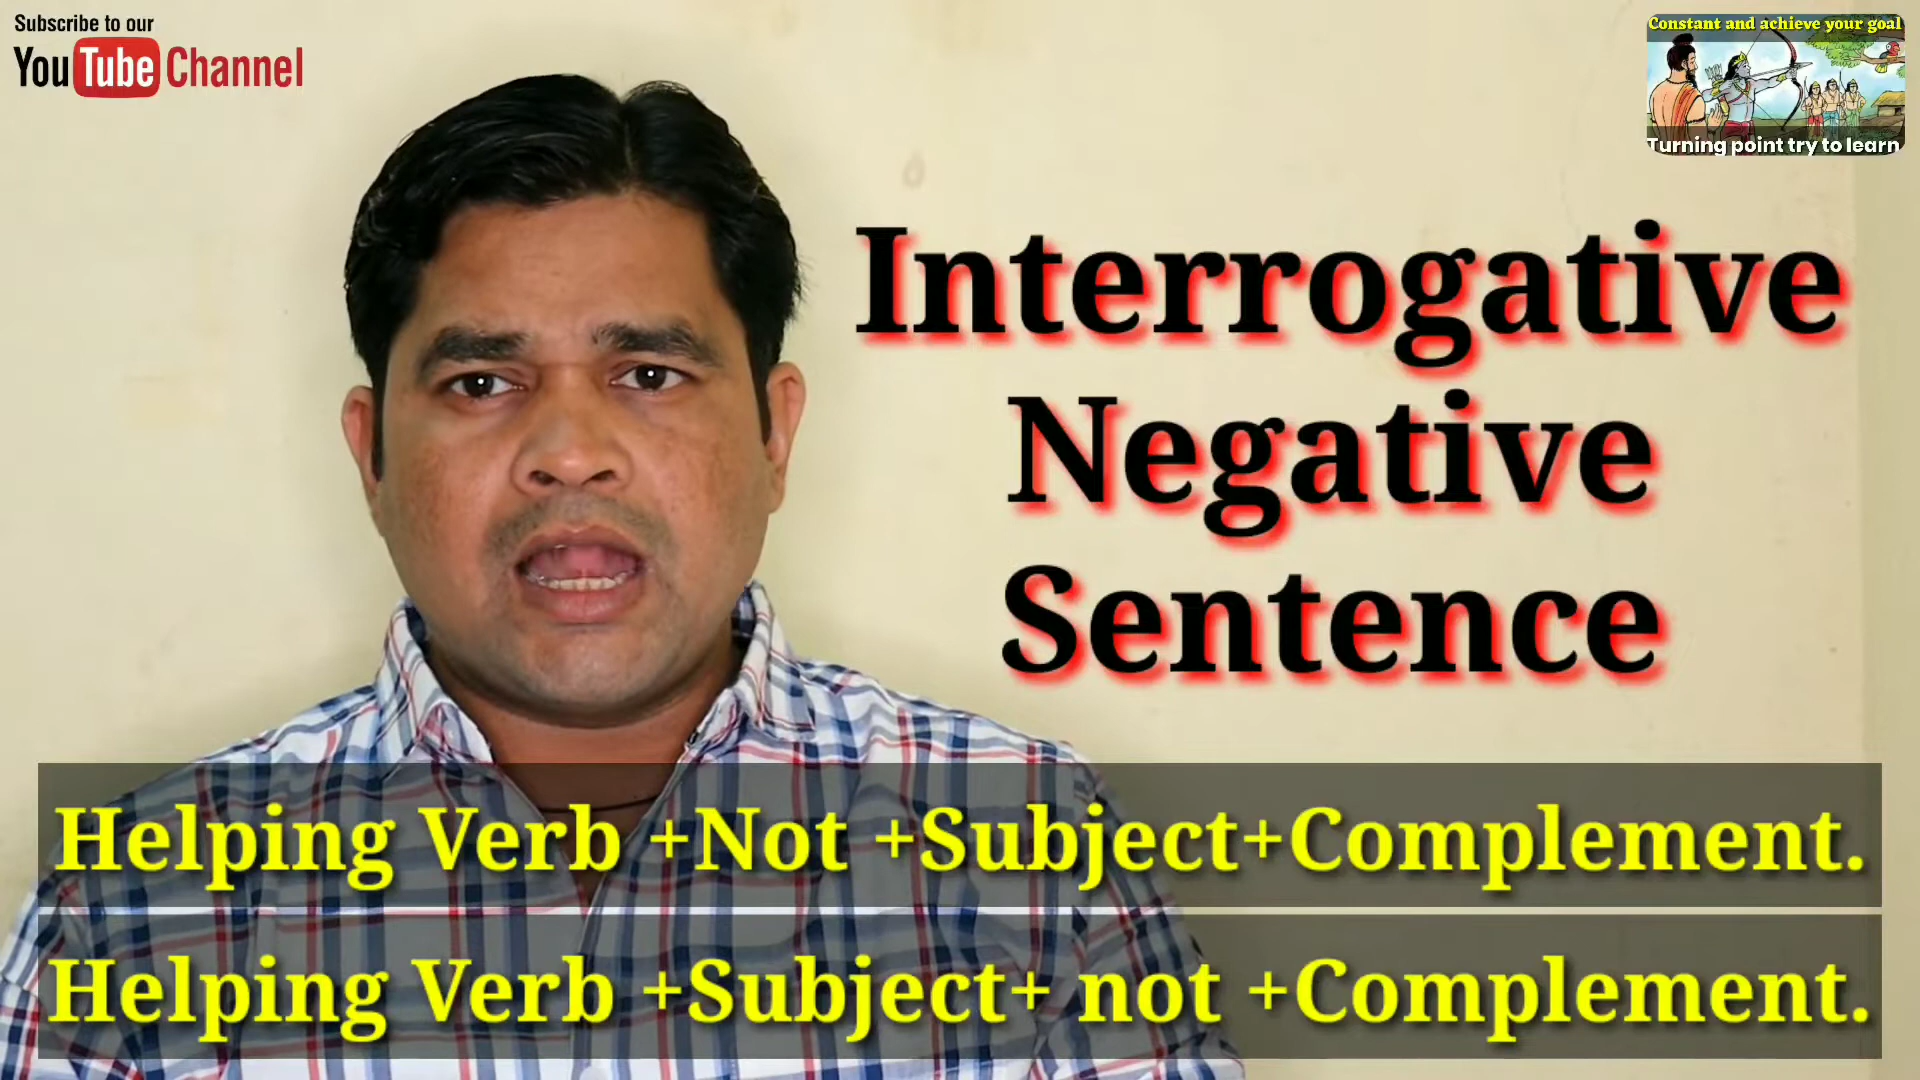 Subscribe to our
YouTube Channel
Constant and achieve your goal
Turning point try to learn
Interrogative
Negative
Sentence
Helping Verb +Not +Subject+Complement.
Helping Verb +Subject+ not +Complement.